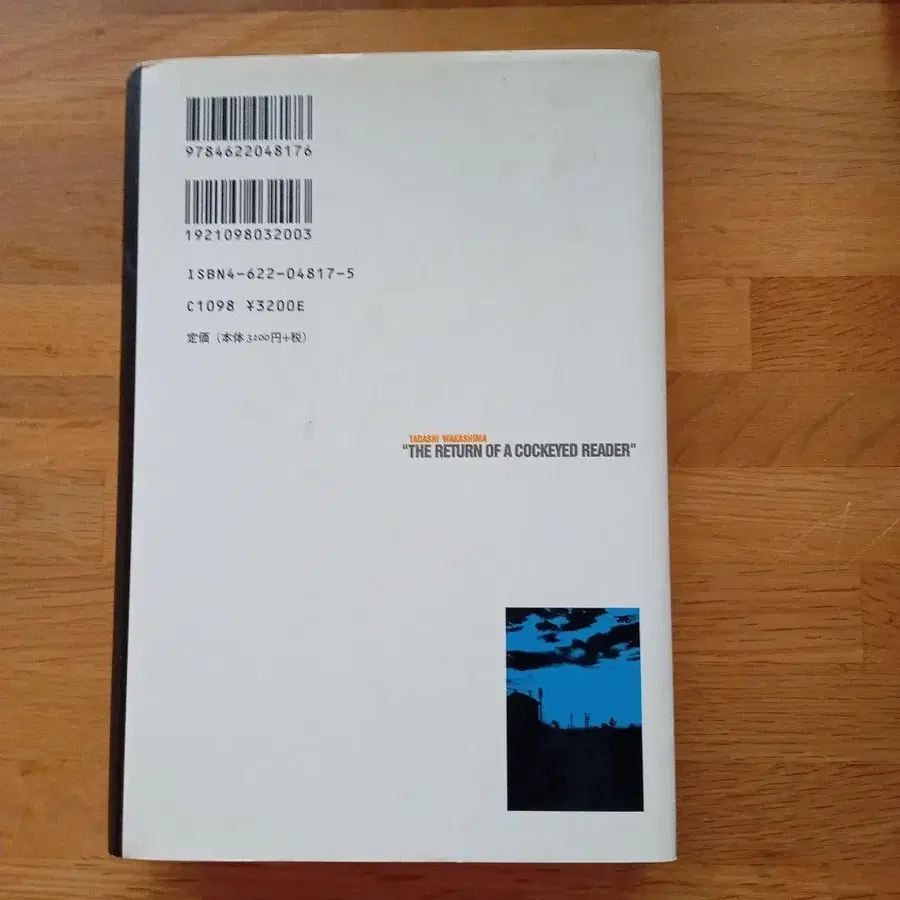 9784622048176
1921098032003
ISBN4-622-04817-5
C1098 ¥3200E
定価（本体3200円+税）
TADASHI WAKASHIMA
"THE RETURN OF A COCKEYED READER"